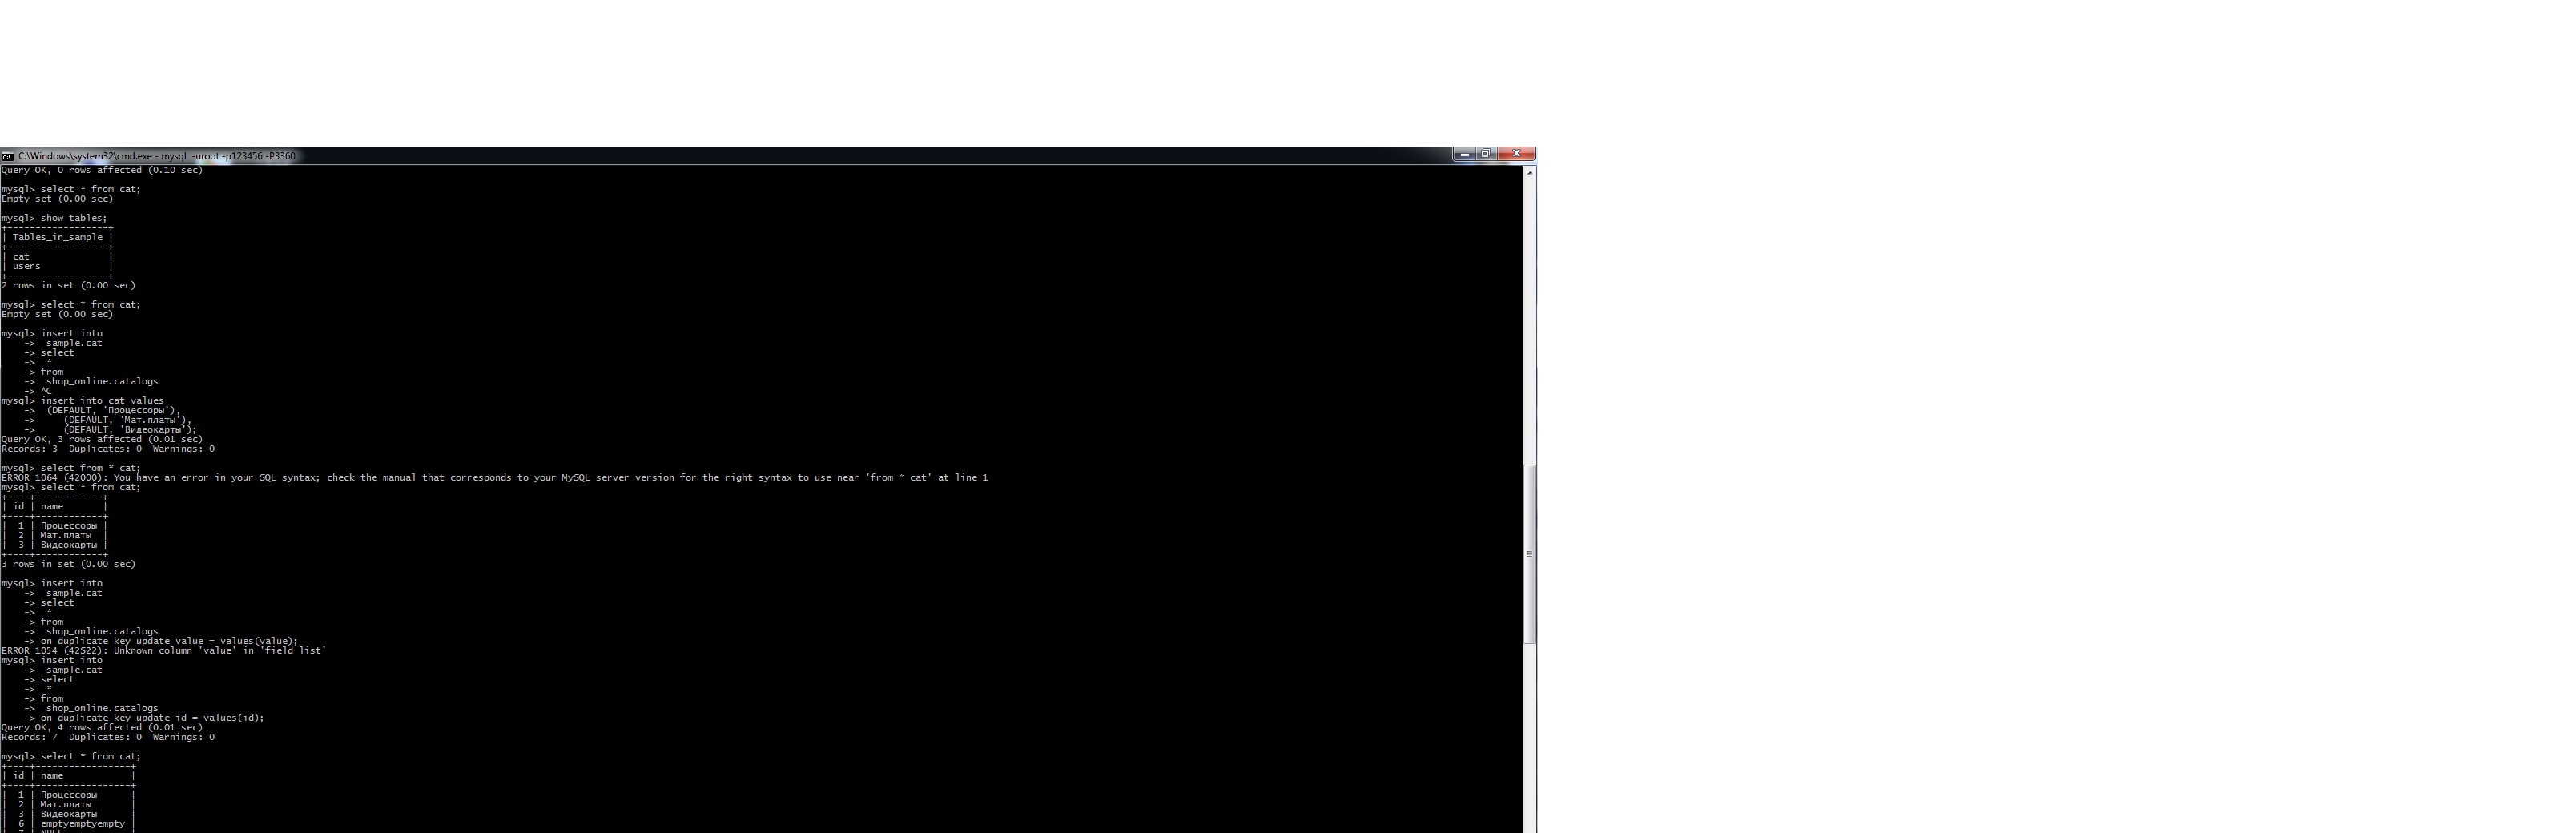 C:\Windows\system32\cmd.exe - mysql  -uroot -p123456 -P3360
Query OK, 0 rows affected (0.10 sec)
mysql> select * from cat;
Empty set (0.00 sec)
mysql> show tables;
+------------------+
| Tables_in_sample |
+------------------+
| cat              |
| users            |
+------------------+
2 rows in set (0.00 sec)
mysql> select * from cat;
Empty set (0.00 sec)
mysql> insert into
    ->  sample.cat
    -> select
    ->  *
    -> from
    ->  shop_online.catalogs
    -> ^C
mysql> insert into cat values
    ->  (DEFAULT, 'Процессоры'),
    ->     (DEFAULT, 'Мат.платы'),
    ->     (DEFAULT, 'Видеокарты');
Query OK, 3 rows affected (0.01 sec)
Records: 3  Duplicates: 0  Warnings: 0
mysql> select from * cat;
ERROR 1064 (42000): You have an error in your SQL syntax; check the manual that corresponds to your MySQL server version for the right syntax to use near 'from * cat' at line 1
mysql> select * from cat;
+----+------------+
| id | name       |
+----+------------+
|  1 | Процессоры |
|  2 | Мат.платы  |
|  3 | Видеокарты |
+----+------------+
3 rows in set (0.00 sec)
mysql> insert into
    ->  sample.cat
    -> select
    ->  *
    -> from
    ->  shop_online.catalogs
    -> on duplicate key update value = values(value);
ERROR 1054 (42S22): Unknown column 'value' in 'field list'
mysql> insert into
    ->  sample.cat
    -> select
    ->  *
    -> from
    ->  shop_online.catalogs
    -> on duplicate key update id = values(id);
Query OK, 4 rows affected (0.01 sec)
Records: 7  Duplicates: 0  Warnings: 0
mysql> select * from cat;
+----+-----------------+
| id | name            |
+----+-----------------+
|  1 | Процессоры      |
|  2 | Мат.платы       |
|  3 | Видеокарты      |
|  6 | emptyemptyempty |